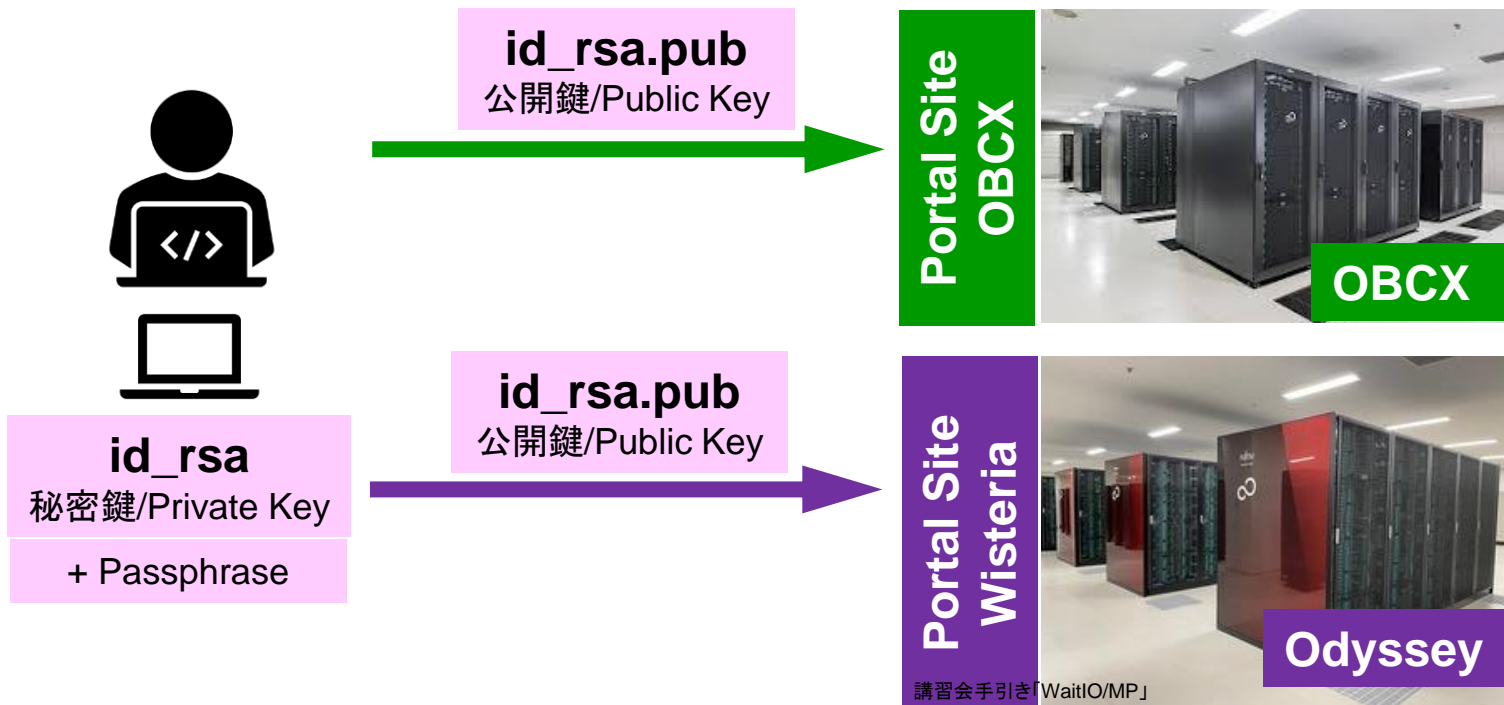 id_rsa.pub
公開鍵/Public Key
Portal Site
OBCX
OBCX
</>
id_rsa
秘密鍵/Private Key
+ Passphrase
id_rsa.pub
公開鍵/Public Key
Portal Site
Wisteria
Odyssey
講習会手引き「WaitIO/MP」